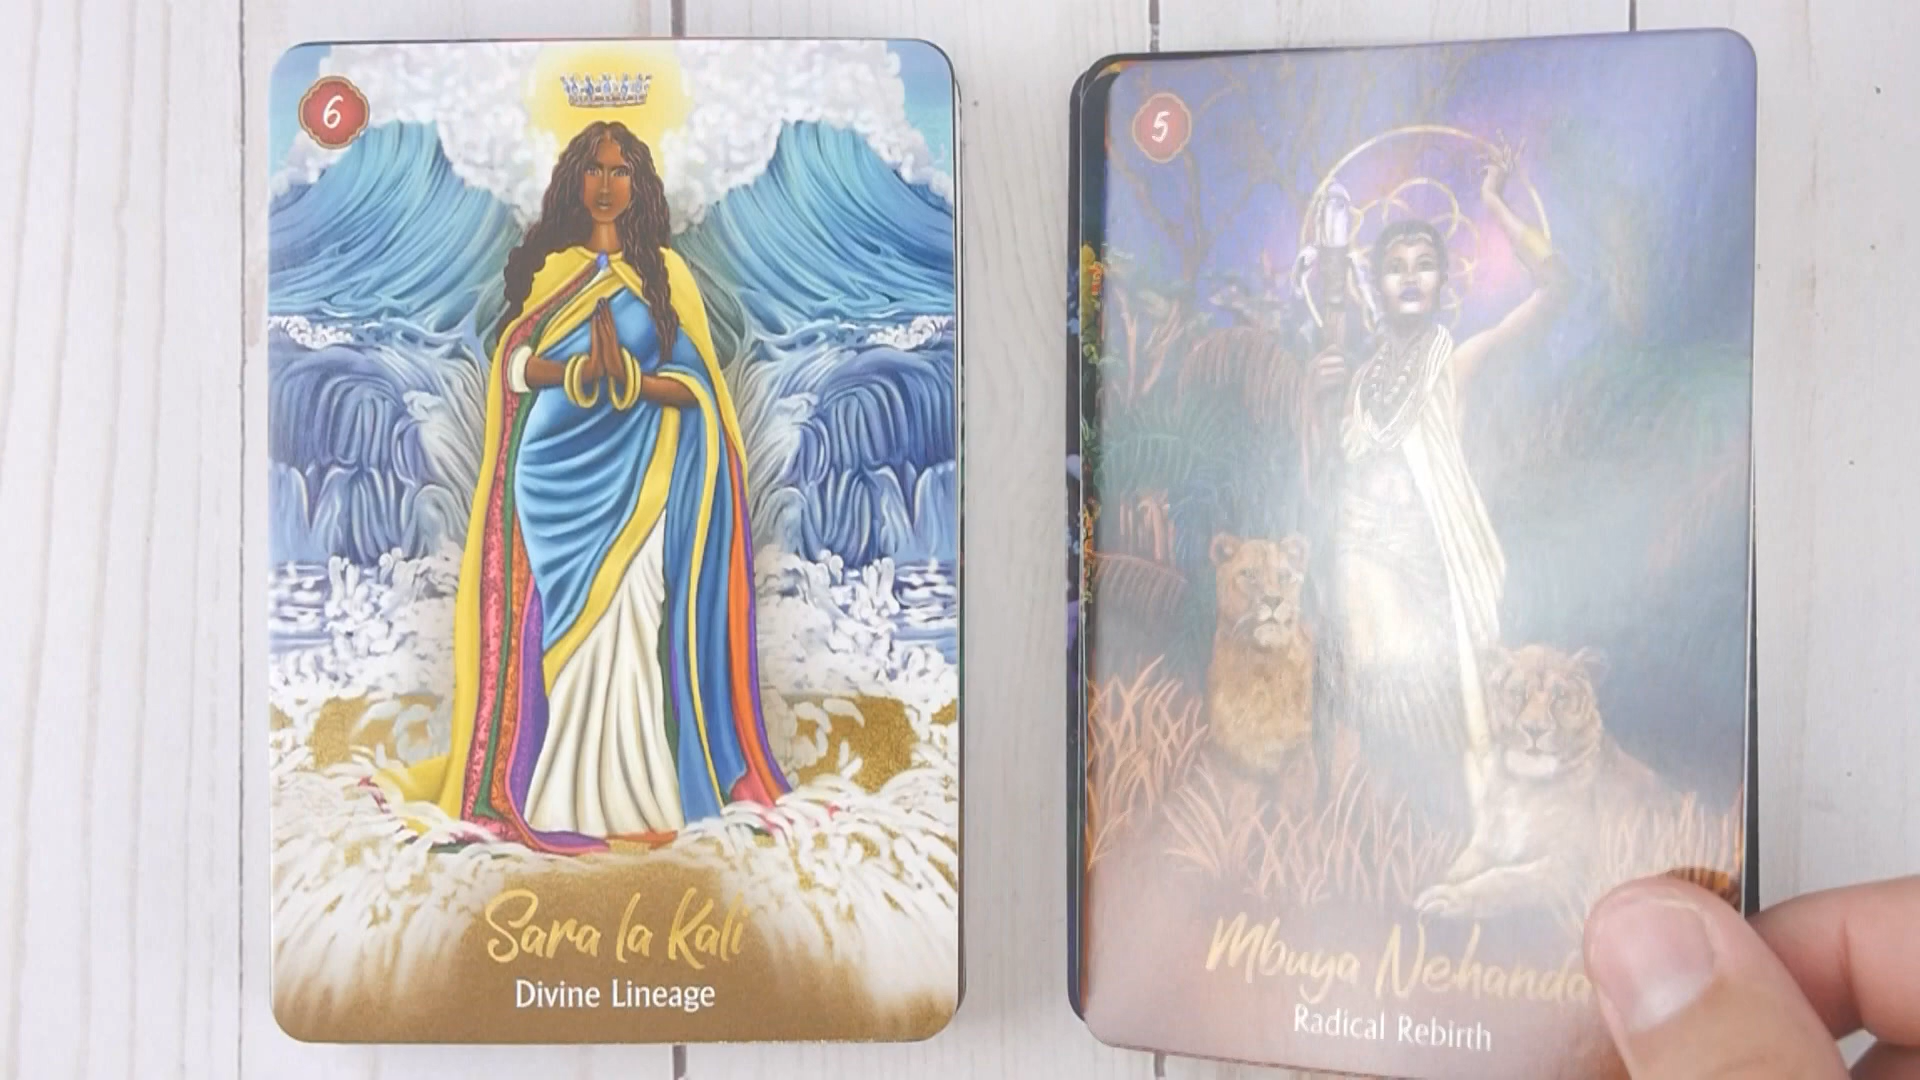 6
Sara la Kali
Divine Lineage
5
Mbuya Nehanda
Radical Rebirth